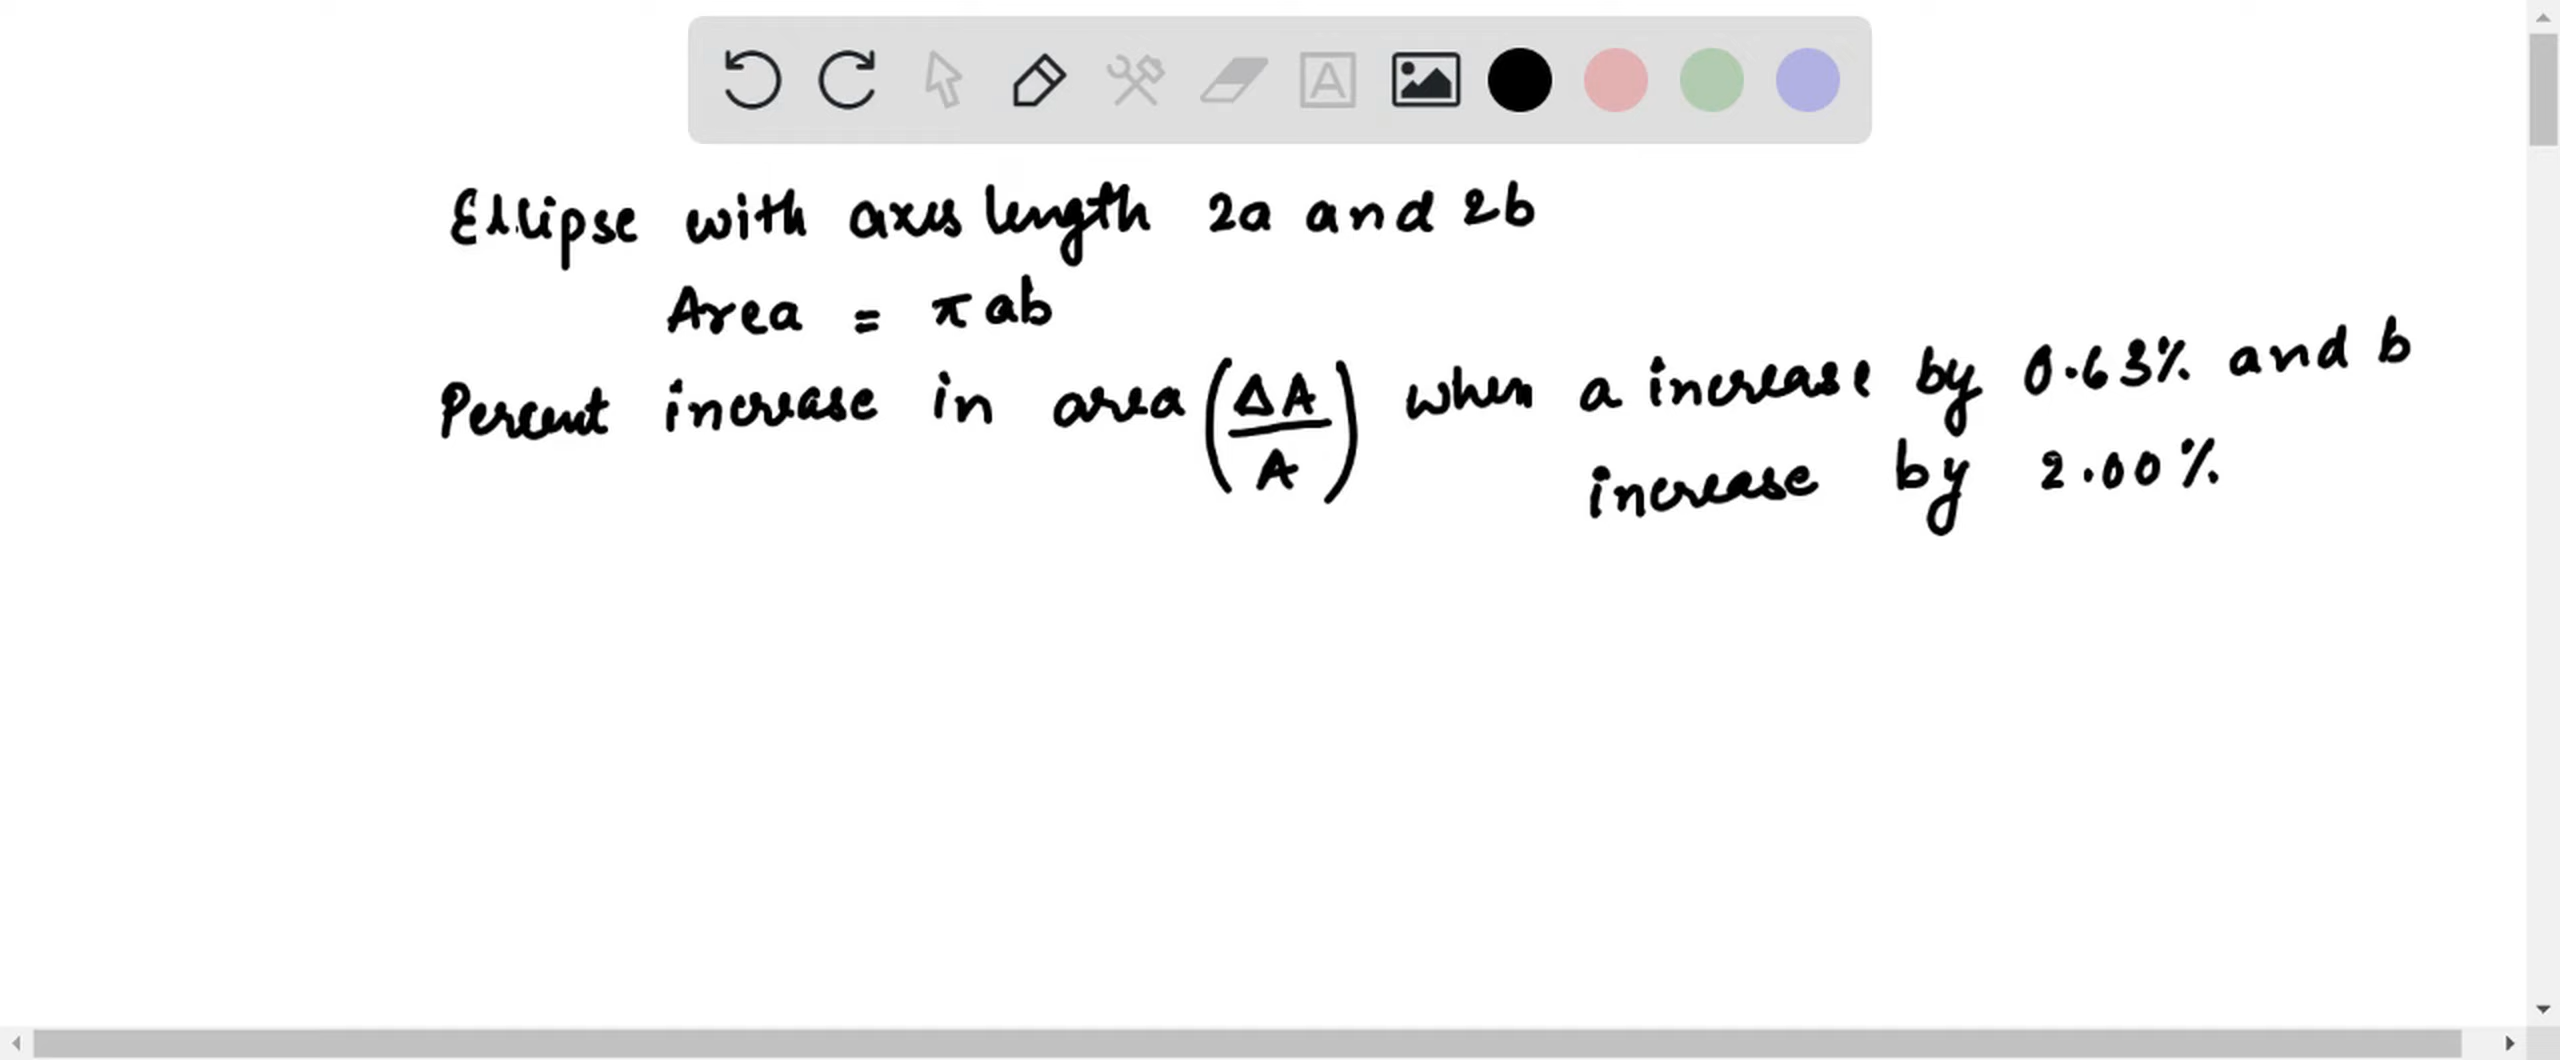 A
Ellipse with axis length 2a and 2b
Area = πab
Percent increase in area (ΔA/A) when a increase by 0.63% and b
increase by 2.00%